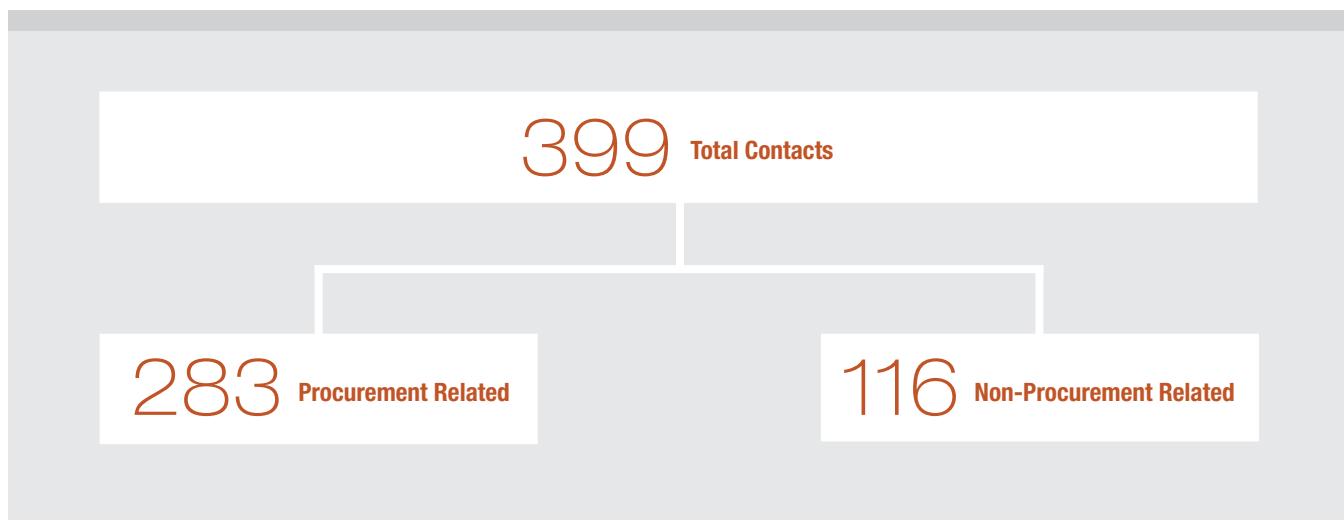 399 Total Contacts
283 Procurement Related
116 Non-Procurement Related